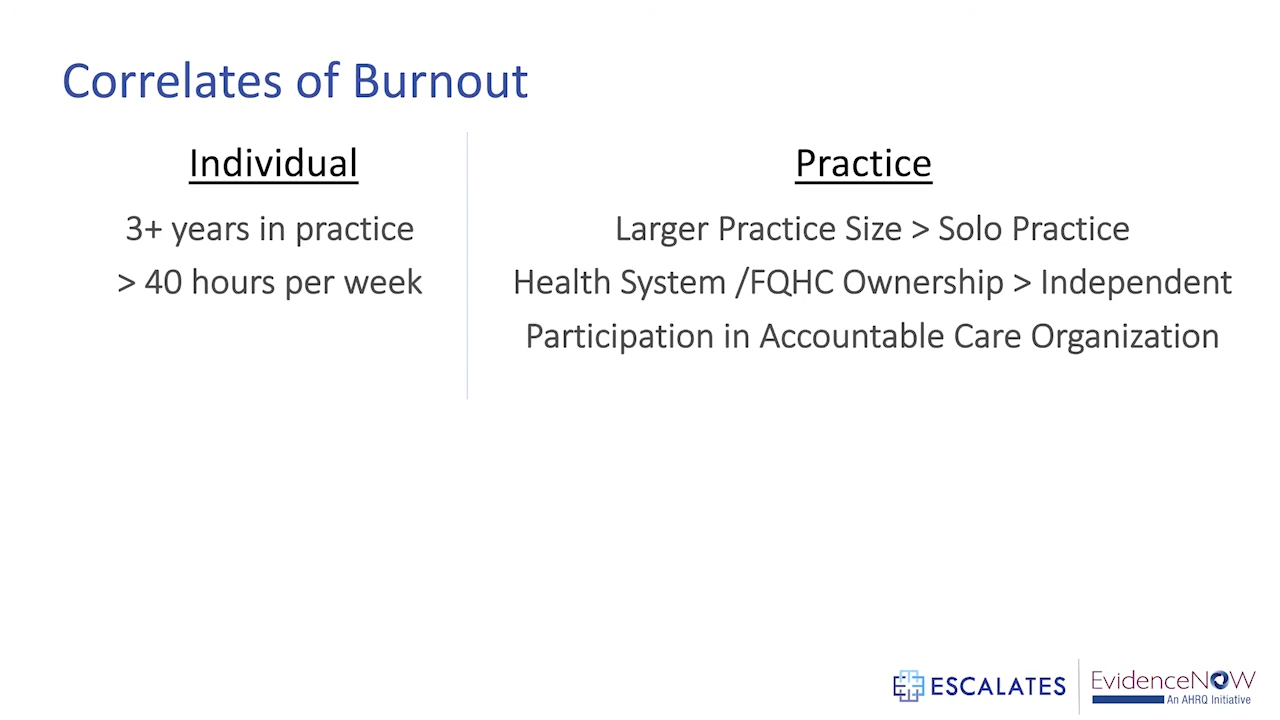 Correlates of Burnout
Individual
3+ years in practice
> 40 hours per week
Practice
Larger Practice Size > Solo Practice
Health System /FQHC Ownership > Independent
Participation in Accountable Care Organization
ESCALATES
EvidenceNOW
An AHRQ Initiative